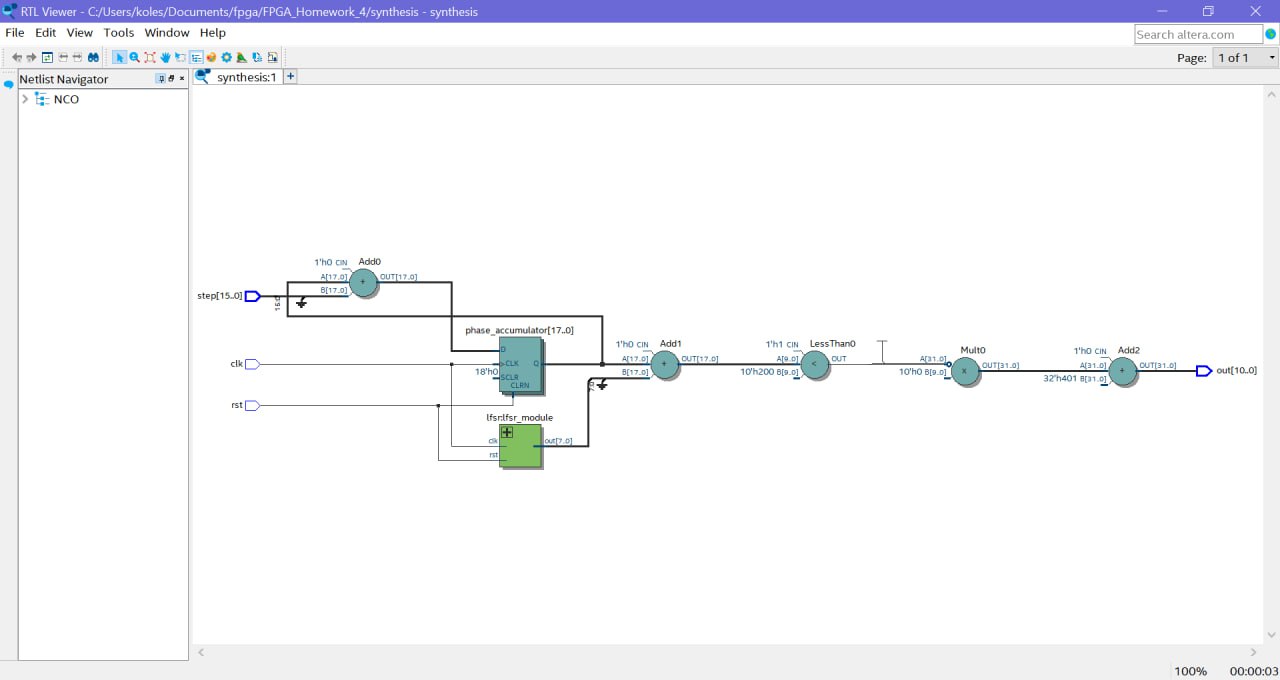 RTL Viewer - C:/Users/koles/Documents/fpga/FPGA_Homework_4/synthesis - synthesis
File Edit View Tools Window Help
Search altera.com
Page: 1 of 1
Netlist Navigator
synthesis:1
NCO
1'h0 CIN
Add0
A[17..0]
OUT[17..0]
B[17..0]
step[15..0]
phase_accumulator[17..0]
D
clk
CLK
Q
18'h0
SCLR
CLRN
rst
lfsr:lfsr_module
clk
rst
out[7..0]
1'h0 CIN
Add1
A[17..0]
OUT[17..0]
B[17..0]
1'h1 CIN
LessThan0
A[9..0]
OUT
10'h200 B[9..0]
Mult0
A[31..0]
OUT[31..0]
10'h0 B[9..0]
1'h0 CIN
Add2
A[31..0]
OUT[31..0]
32'h401 B[31..0]
out[10..0]
100%
00:00:03